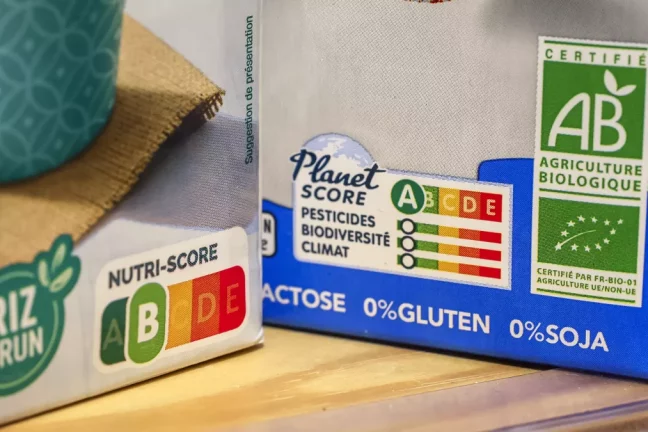 Suggestion de présentation
RIZ
RUN
NUTRI-SCORE
A B C D E
Planet
SCORE
A B C D E
PESTICIDES
BIODIVERSITÉ
CLIMAT
ACTOSE 0%GLUTEN 0%SOJA
CERTIFIÉ
AB
AGRICULTURE
BIOLOGIQUE
CERTIFIÉ PAR FR-BIO-01
AGRICULTURE UE/NON-UE